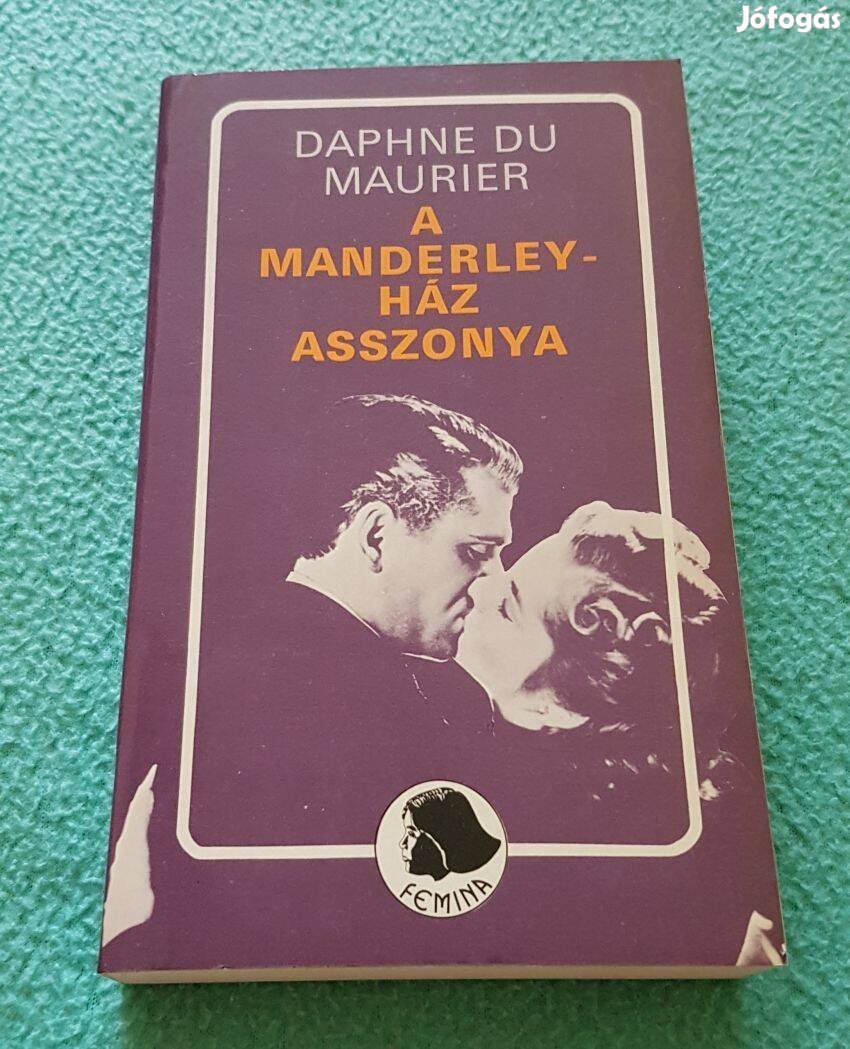 Jófogás
DAPHNE DU
MAURIER
A
MANDERLEY-
HÁZ
ASSZONYA
FEMINA